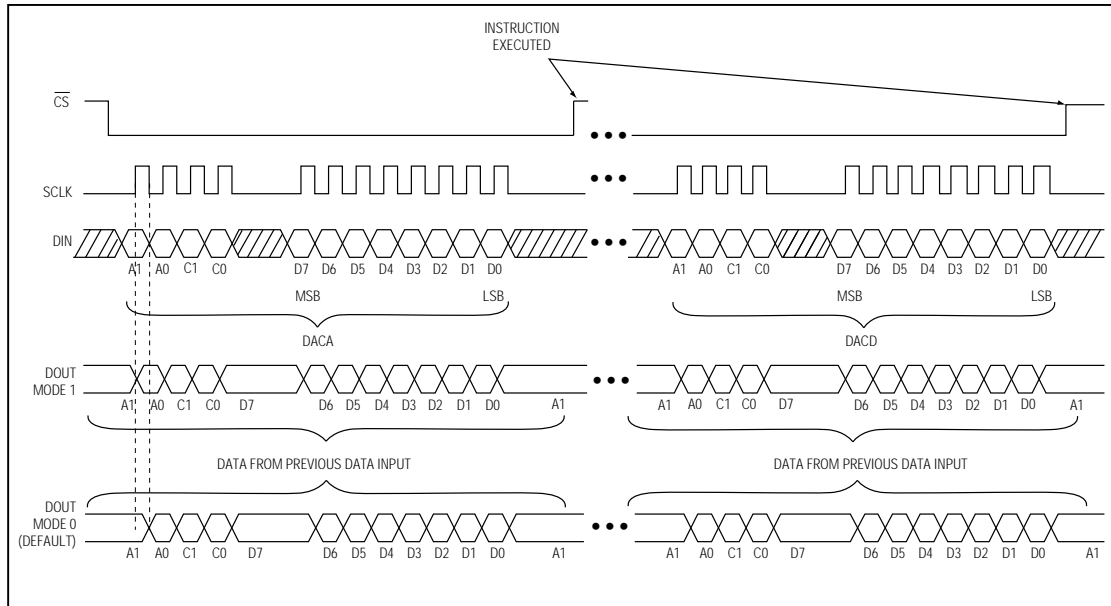 INSTRUCTION
EXECUTED
CS
SCLK
DIN
A1 A0 C1 C0 D7 D6 D5 D4 D3 D2 D1 D0 A1 A0 C1 C0 D7 D6 D5 D4 D3 D2 D1 D0
MSB LSB MSB LSB
DACA DACD
DOUT
MODE 1
A1 A0 C1 C0 D7 D6 D5 D4 D3 D2 D1 D0 A1 A1 A0 C1 C0 D7 D6 D5 D4 D3 D2 D1 D0 A1
DATA FROM PREVIOUS DATA INPUT DATA FROM PREVIOUS DATA INPUT
DOUT
MODE 0
(DEFAULT)
A1 A0 C1 C0 D7 D6 D5 D4 D3 D2 D1 D0 A1 A1 A0 C1 C0 D7 D6 D5 D4 D3 D2 D1 D0 A1